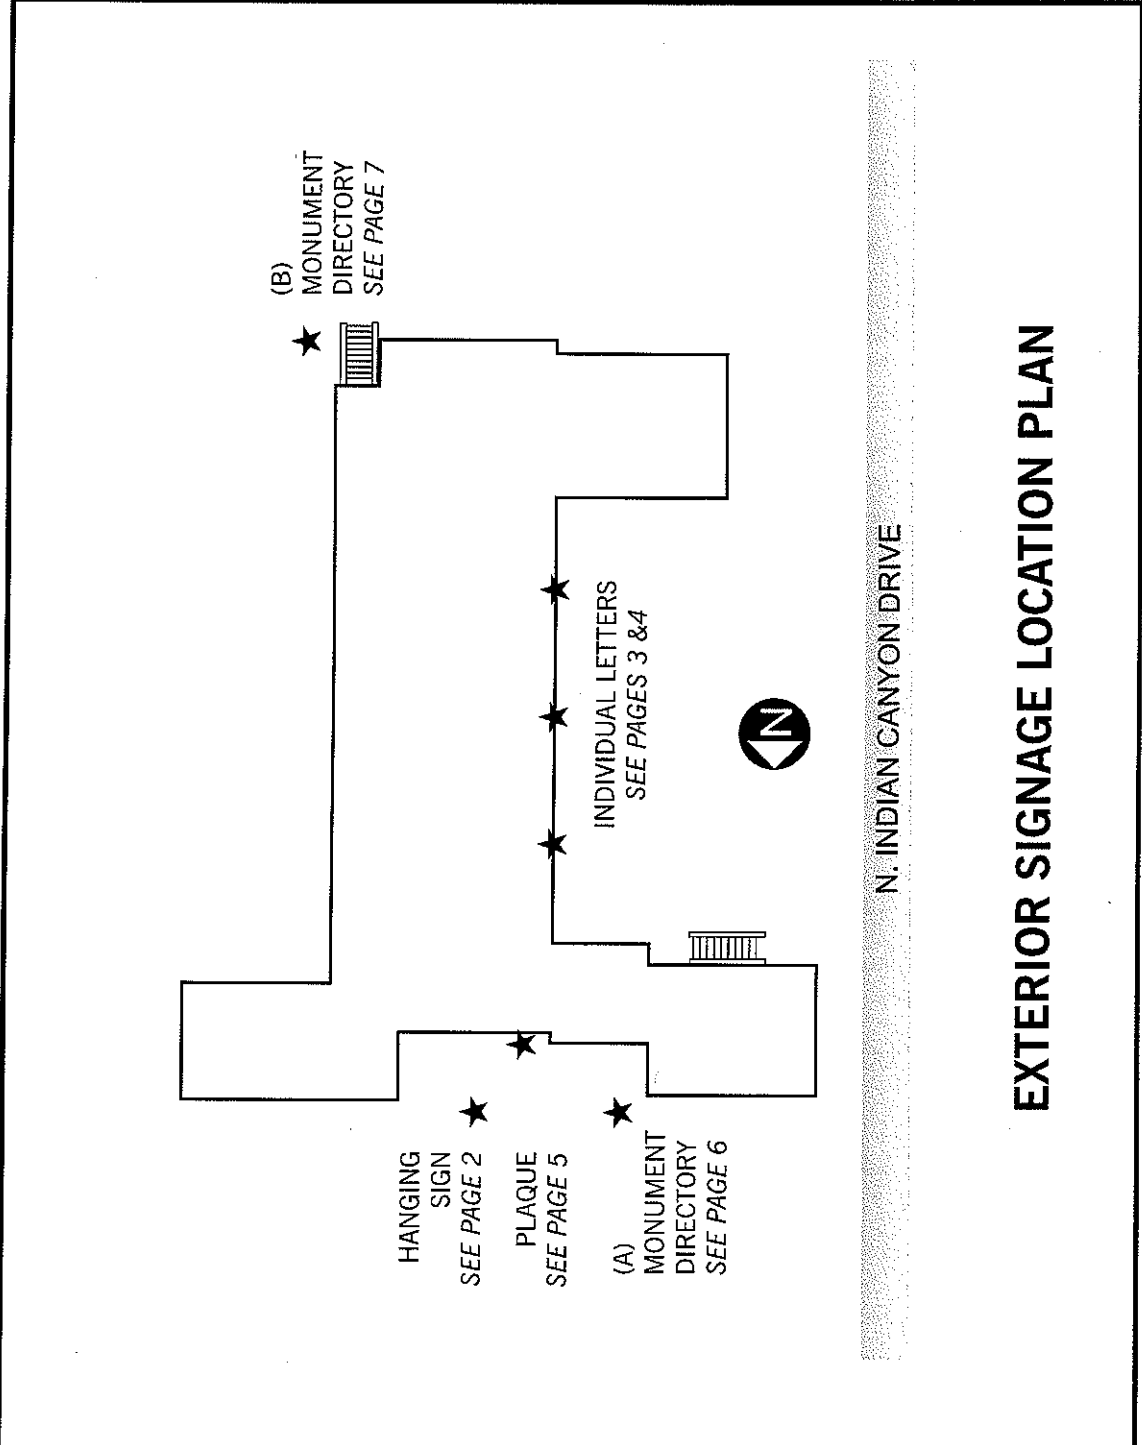 (B)
MONUMENT
DIRECTORY
SEE PAGE 7
HANGING
SIGN
SEE PAGE 2
PLAQUE
SEE PAGE 5
(A)
MONUMENT
DIRECTORY
SEE PAGE 6
INDIVIDUAL LETTERS
SEE PAGES 3 &4
N
N. INDIAN CANYON DRIVE
EXTERIOR SIGNAGE LOCATION PLAN